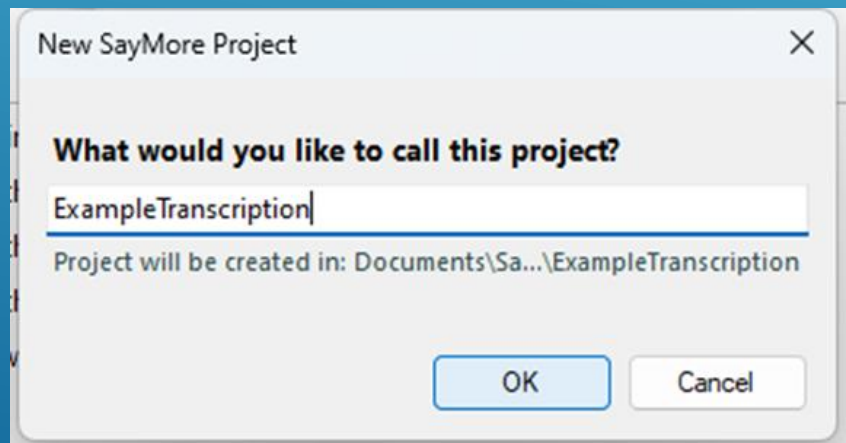 New SayMore Project
What would you like to call this project?
ExampleTranscription
Project will be created in: Documents\Sa...\ExampleTranscription
OK
Cancel